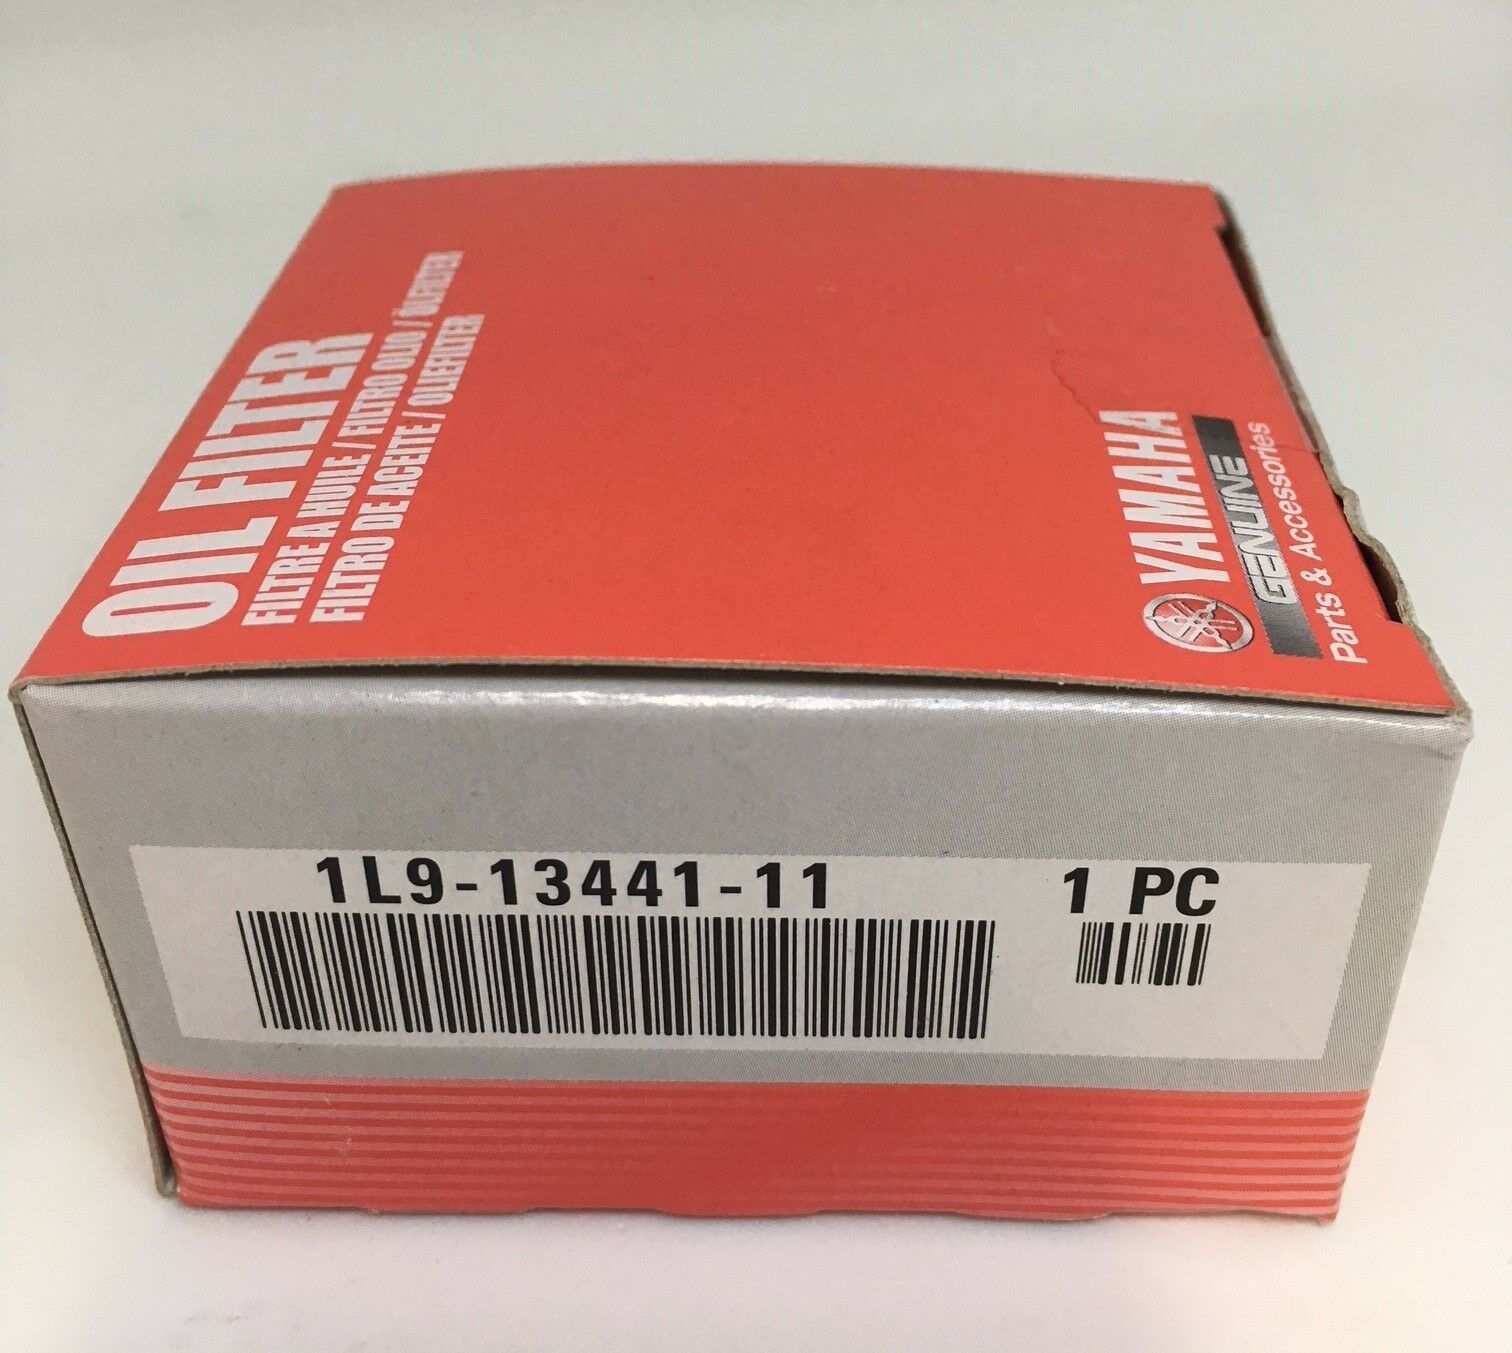 OIL FILTER
FILTRE A HUILE / FILTRO OLIO / ÖLFILTER
FILTRO DE ACEITE / OLIEFILTER
YAMAHA
GENUINE
Parts & Accessories
1L9-13441-11
1 PC